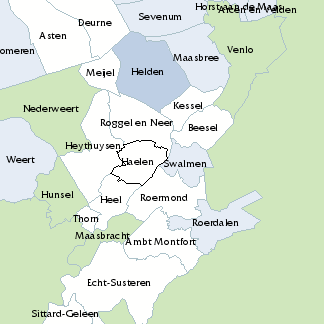 Horst aan de Maas
Arcen en Velden
Sevenum
Deurne
Asten
omeren
Venlo
Maasbree
Meijel
Helden
Kessel
Nederweert
Roggel en Neer
Beesel
Heythuysen
Haelen
Swalmen
Weert
Hunsel
Heel
Roermond
Thorn
Roerdalen
Maasbracht
Ambt Montfort
Echt-Susteren
Sittard-Geleen